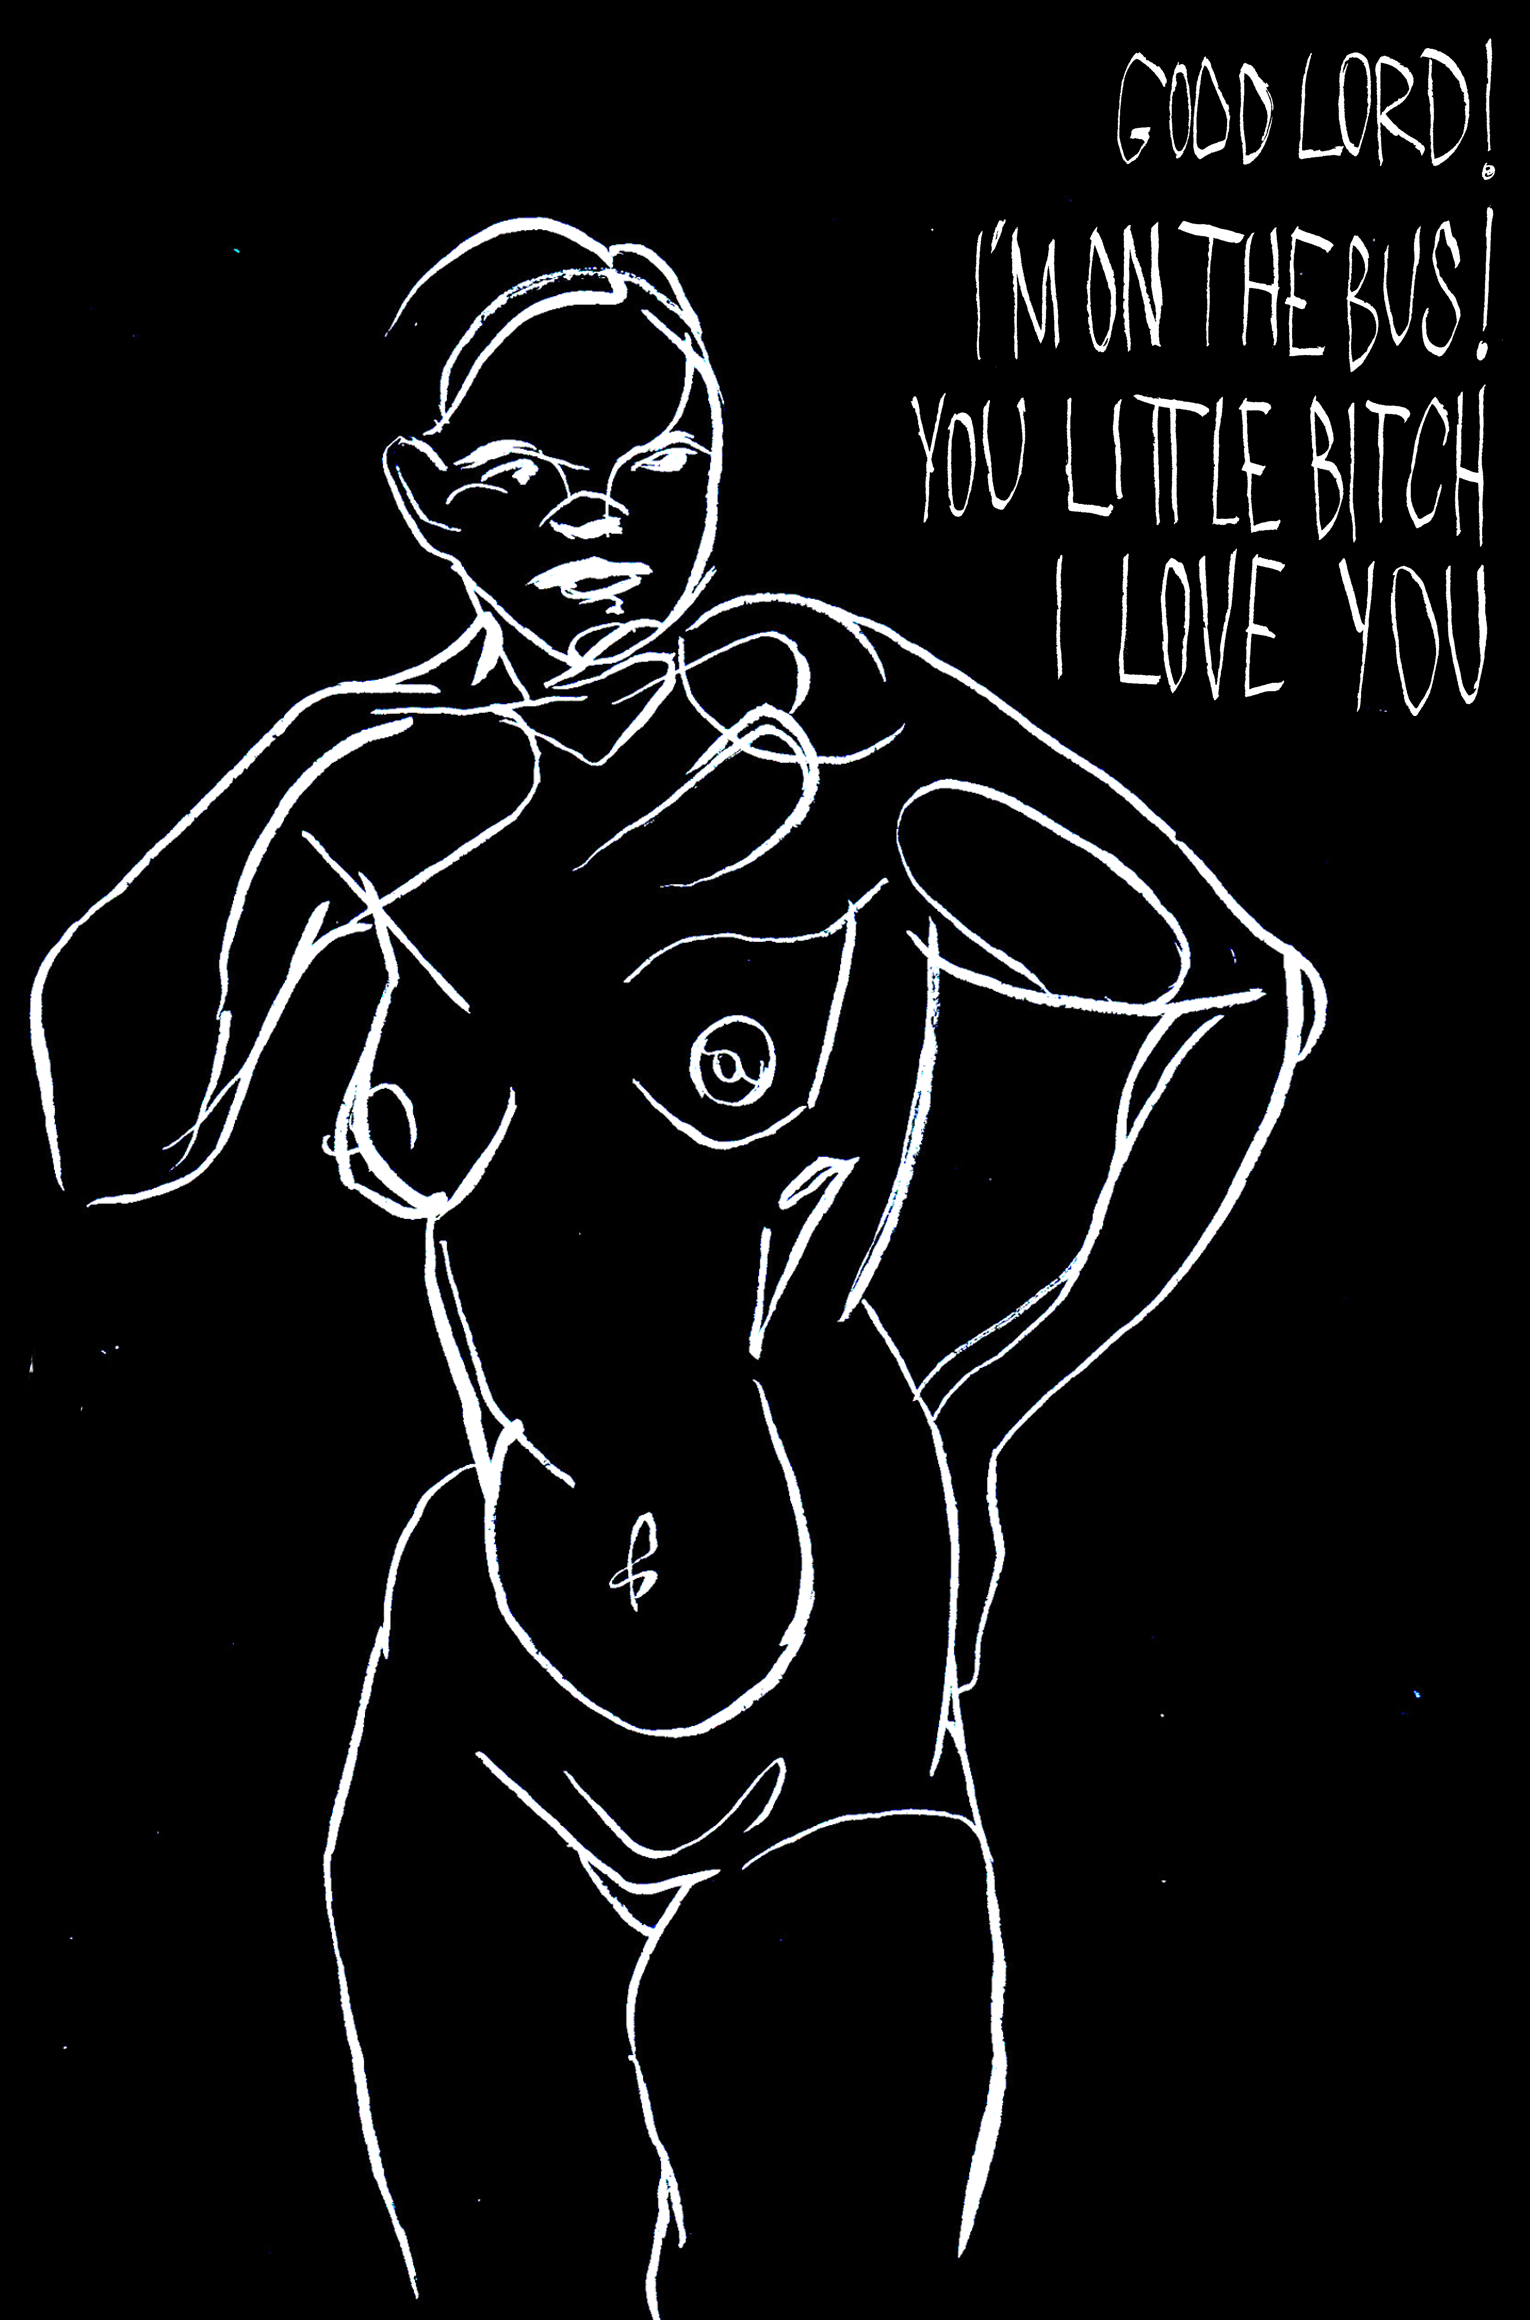 GOOD LORD!
I'M ON THE BUS!
YOU LITTLE BITCH
I LOVE YOU